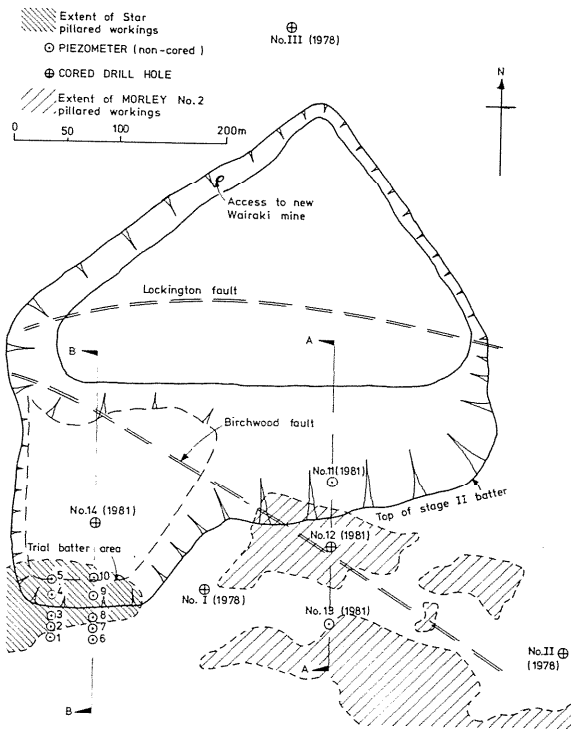 Extent of Star
pillared workings
PIEZOMETER (non-cored)
CORED DRILL HOLE
Extent of MORLEY No.2
pillared workings
0 50 100 200m
No.III (1978)
N
Access to new
Wairaki mine
Lockington fault
B
A
Birchwood fault
No.11(1981)
Top of stage II batter
No.14 (1981)
No.12
(1981)
Trial batter area
5 10
4 9
No. I
(1978)
No.13 (1981)
3 8
2 7
1 6
No.II
(1978)
A
B